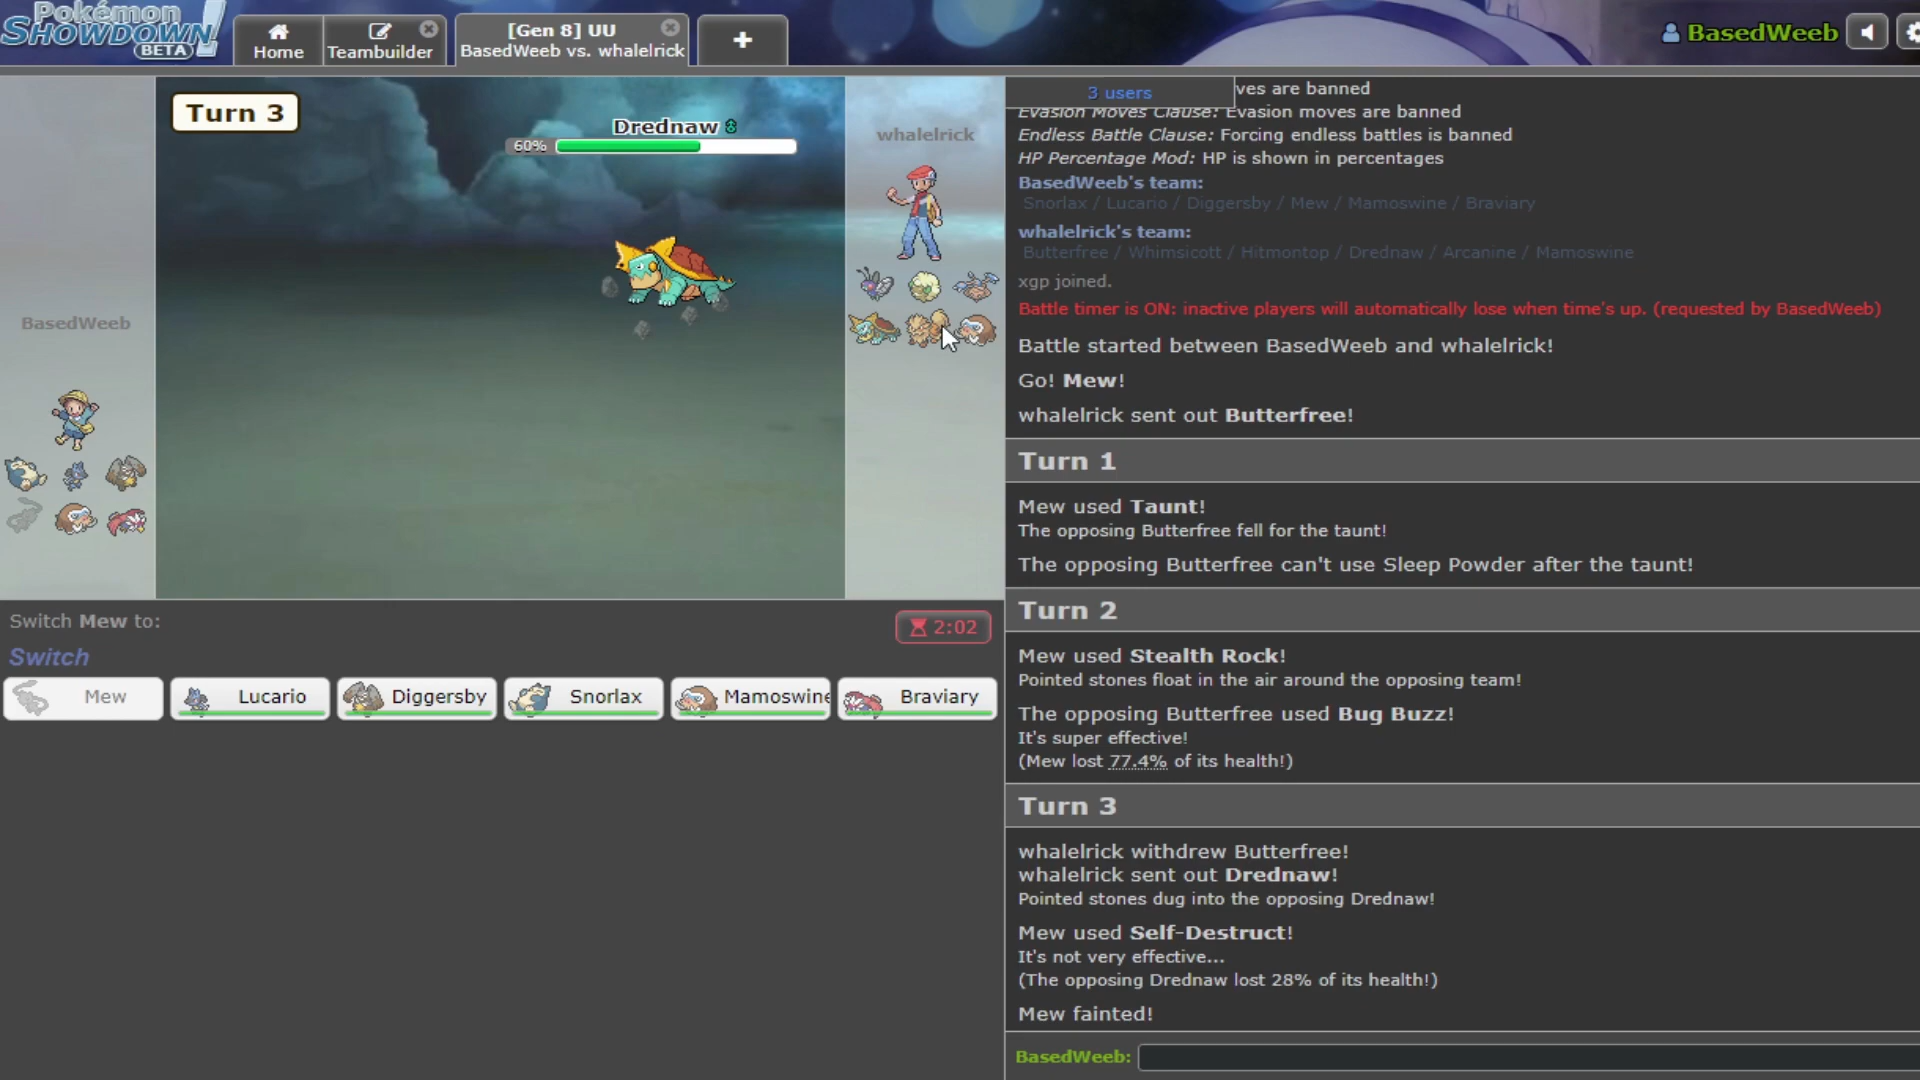 Pokémon
SHOWDOWN!
BETA
Home
Teambuilder
[Gen 8] UU
BasedWeeb vs. whalelrick
BasedWeeb
Turn 3
Drednaw
60%
whalelrick
BasedWeeb
Switch Mew to:
2:02
Switch
Mew
Lucario
Diggersby
Snorlax
Mamoswine
Braviary
3 users
ves are banned
Evasion Moves Clause: Evasion moves are banned
Endless Battle Clause: Forcing endless battles is banned
HP Percentage Mod: HP is shown in percentages
BasedWeeb's team:
Snorlax / Lucario / Diggersby / Mew / Mamoswine / Braviary
whalelrick's team:
Butterfree / Whimsicott / Hitmontop / Drednaw / Arcanine / Mamoswine
xgp joined.
Battle timer is ON: inactive players will automatically lose when time's up. (requested by BasedWeeb)
Battle started between BasedWeeb and whalelrick!
Go! Mew!
whalelrick sent out Butterfree!
Turn 1
Mew used Taunt!
The opposing Butterfree fell for the taunt!
The opposing Butterfree can't use Sleep Powder after the taunt!
Turn 2
Mew used Stealth Rock!
Pointed stones float in the air around the opposing team!
The opposing Butterfree used Bug Buzz!
It's super effective!
(Mew lost 77.4% of its health!)
Turn 3
whalelrick withdrew Butterfree!
whalelrick sent out Drednaw!
Pointed stones dug into the opposing Drednaw!
Mew used Self-Destruct!
It's not very effective...
(The opposing Drednaw lost 28% of its health!)
Mew fainted!
BasedWeeb: